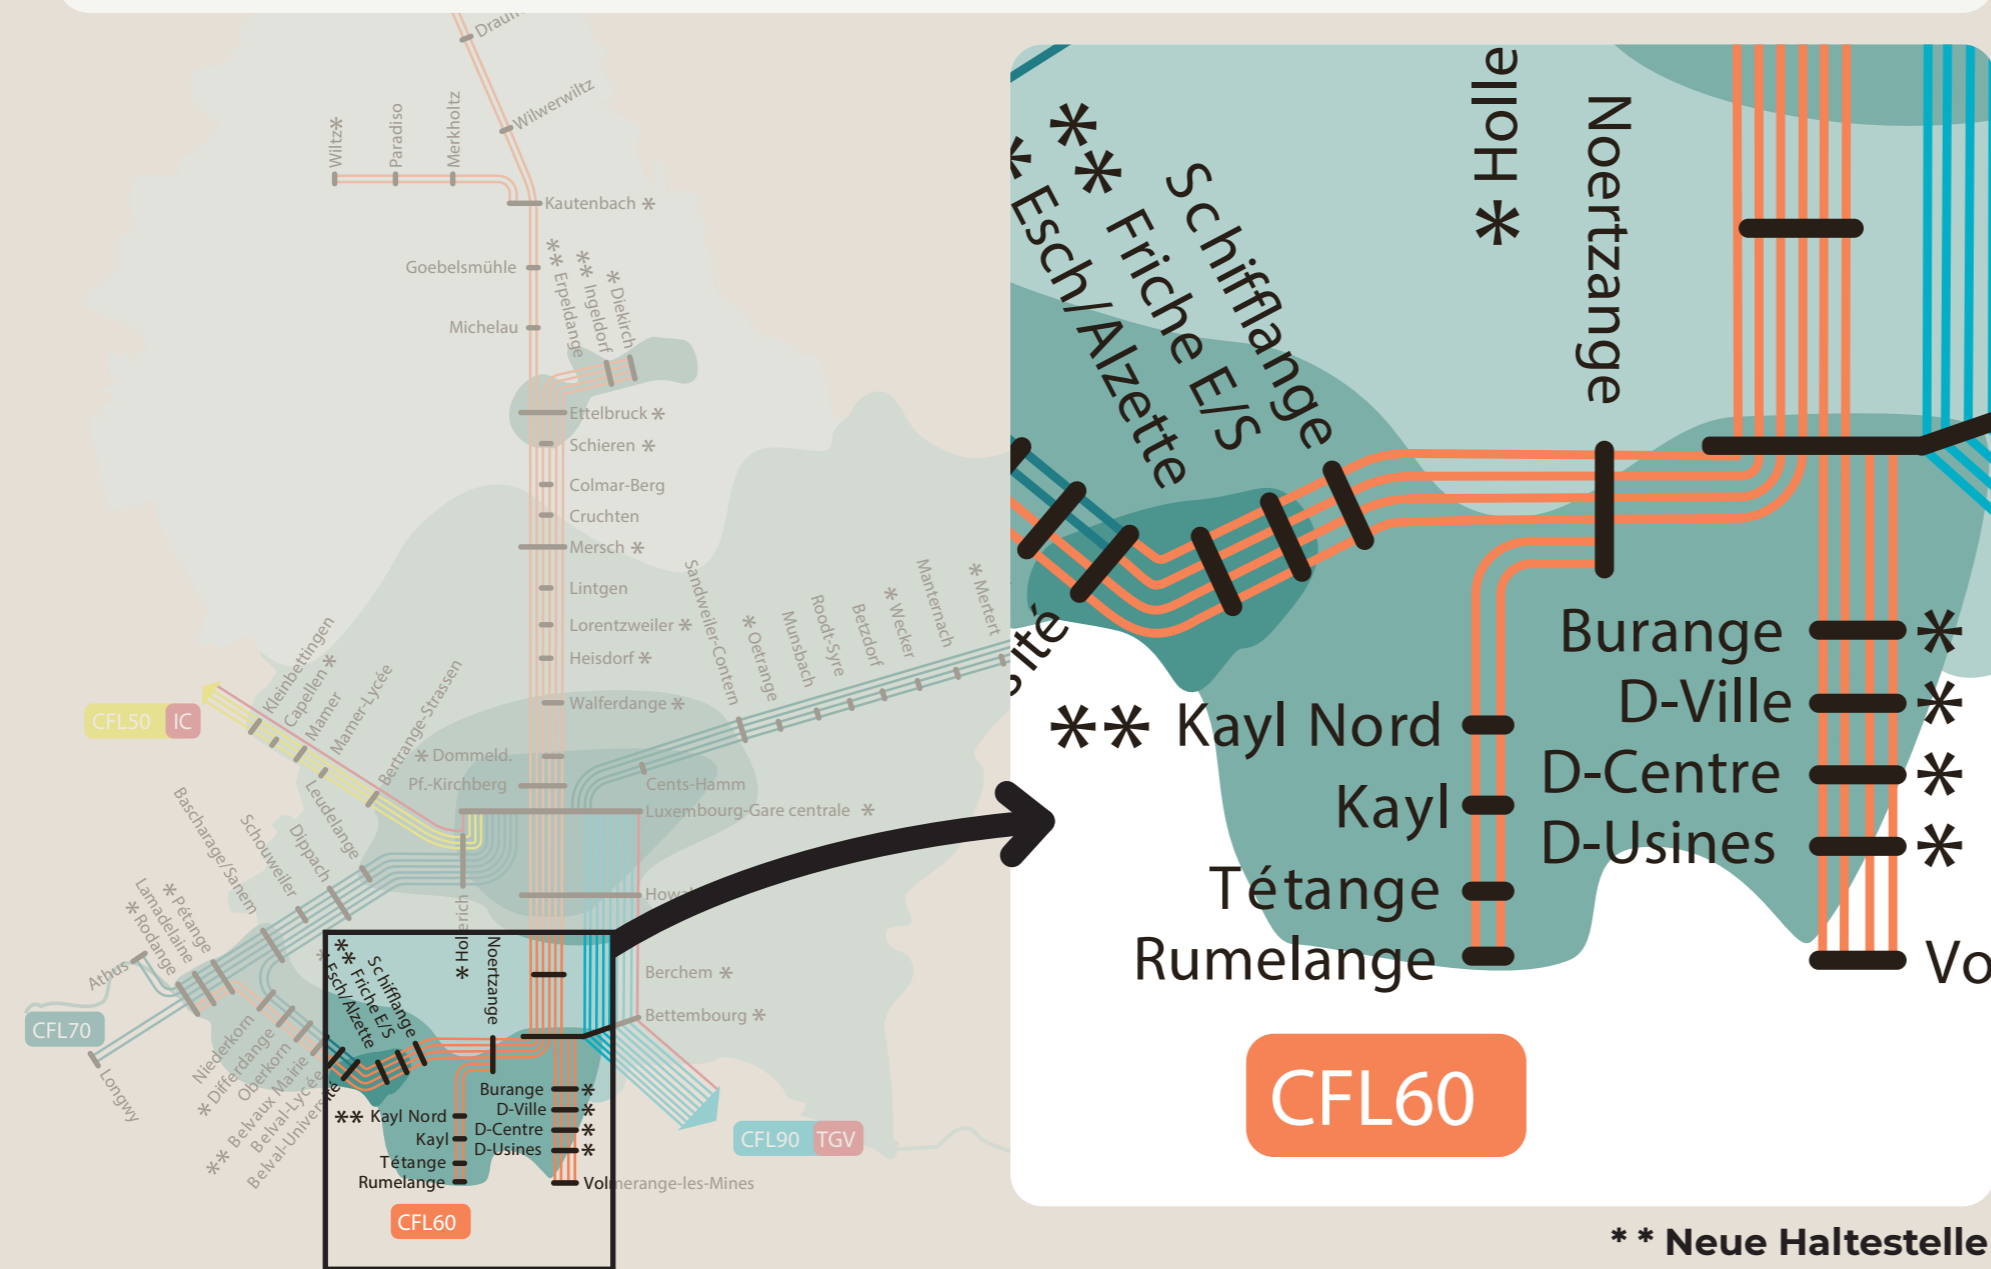 Wilwerwiltz
Wiltz*
Paradiso
Merkholtz
Kautenbach *
Goebelsmühle
Michelau
** Erpeldange
** Ingeldorf
* Diekirch
Ettelbruck *
Schieren *
Colmar-Berg
Cruchten
Mersch *
Lintgen
Lorentzweiler *
Heisdorf *
Walferdange *
* Dommeld.
Pf.-Kirchberg
Cents-Hamm
Luxembourg-Gare centrale *
Sandweiler-Contern
* Oetrange
Munsbach
Roodt-Syre
Betzdorf
* Wecker
Manternach
* Mertert
Kleinbettingen
Capellen *
Mamer
Mamer-Lycée
Bertrange-Strassen
CFL50 IC
Leudelange
Dippach
Schouweiler
Bascharage/Sanem
* Pétange
Lamadelaine
* Rodange
Athus
CFL70
Longwy
Niederkorn
* Differdange
Oberkorn
** Belvaux Mairie
Belval-Lycée
Belval-Université
* Hollerich
Noertzange
Schifflange
** Friche E/S
* Esch/Alzette
Berchem *
Bettembourg *
Burange *
D-Ville *
D-Centre *
D-Usines *
** Kayl Nord
Kayl
Tétange
Rumelange
Volmerange-les-Mines
CFL60
CFL90 TGV
* Esch/Alzette
** Friche E/S
Schifflange
* Holle
Noertzange
Burange *
D-Ville *
D-Centre *
D-Usines *
** Kayl Nord
Kayl
Tétange
Rumelange
Vo
CFL60
** Neue Haltestelle